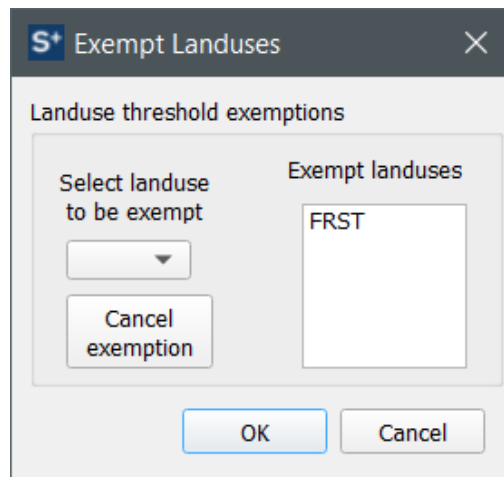 S+ Exempt Landuses
Landuse threshold exemptions
Select landuse
to be exempt
Cancel
exemption
Exempt landuses
FRST
OK
Cancel